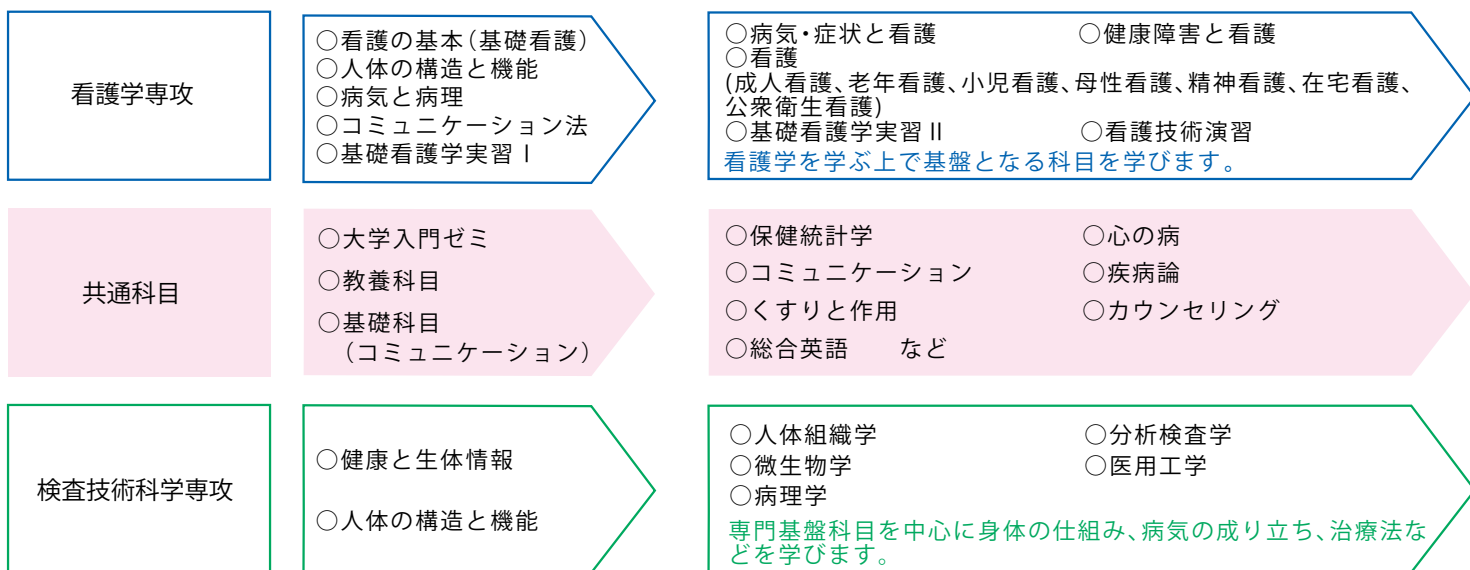 看護学専攻
○看護の基本(基礎看護)
○人体の構造と機能
○病気と病理
○コミュニケーション法
○基礎看護学実習Ⅰ
○病気・症状と看護 ○健康障害と看護
○看護
(成人看護、老年看護、小児看護、母性看護、精神看護、在宅看護、
公衆衛生看護)
○基礎看護学実習Ⅱ ○看護技術演習
看護学を学ぶ上で基盤となる科目を学びます。
共通科目
○大学入門ゼミ
○教養科目
○基礎科目
(コミュニケーション)
○保健統計学 ○心の病
○コミュニケーション ○疾病論
○くすりと作用 ○カウンセリング
○総合英語 など
検査技術科学専攻
○健康と生体情報
○人体の構造と機能
○人体組織学 ○分析検査学
○微生物学 ○医用工学
○病理学
専門基盤科目を中心に身体の仕組み、病気の成り立ち、治療法な
どを学びます。